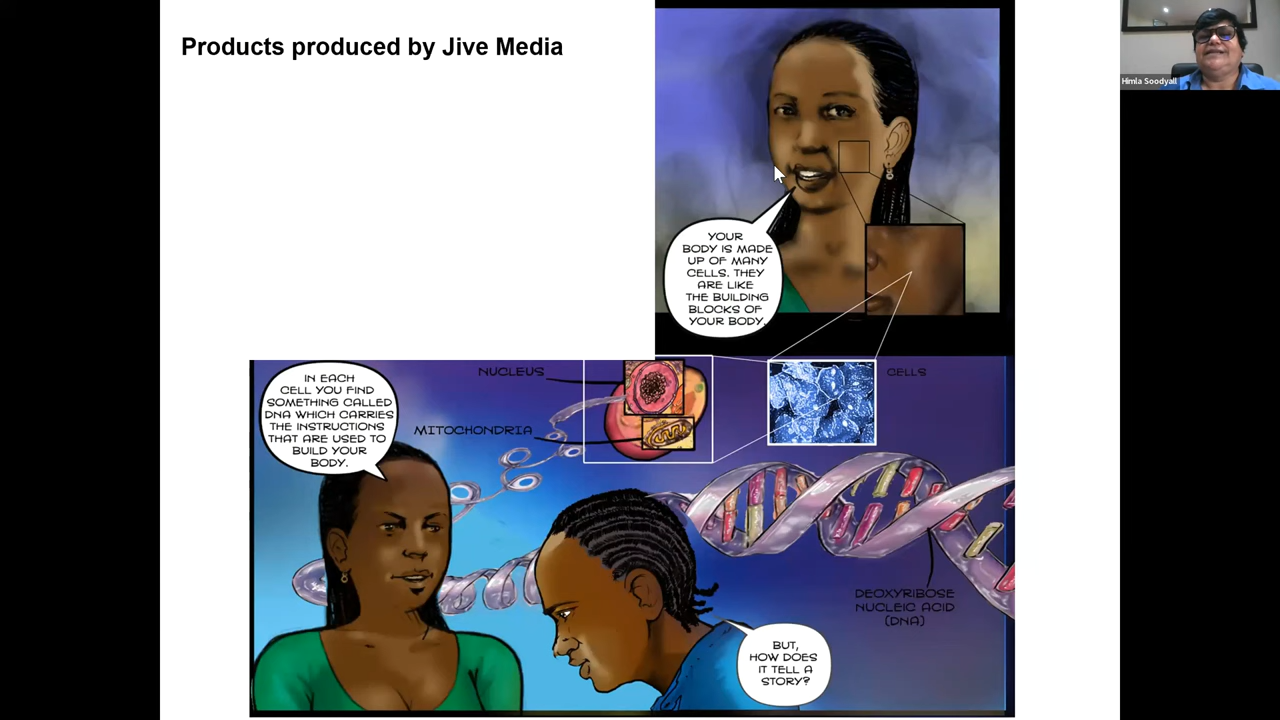 Products produced by Jive Media
Himla Soodyall
YOUR
BODY IS MADE
UP OF MANY
CELLS. THEY
ARE LIKE
THE BUILDING
BLOCKS OF
YOUR BODY.
IN EACH
CELL YOU FIND
SOMETHING CALLED
DNA WHICH CARRIES
THE INSTRUCTIONS
THAT ARE USED TO
BUILD YOUR
BODY.
NUCLEUS
MITOCHONDRIA
CELLS
DEOXYRIBOSE
NUCLEIC ACID
(DNA)
BUT,
HOW DOES
IT TELL A
STORY?